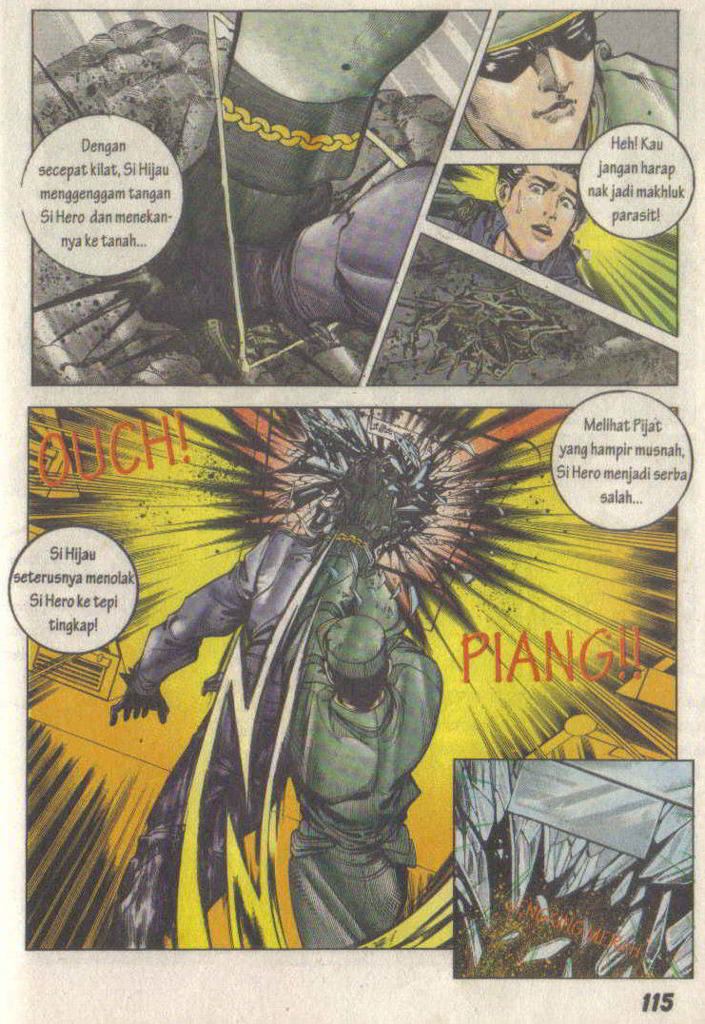 Dengan
secepat kilat, Si Hijau
menggenggam tangan
Si Hero dan menekan-
nya ke tanah...
Heh! Kau
jangan harap
nak jadi makhluk
parasit!
OUCH!
Melihat Pijat
yang hampir musnah,
Si Hero menjadi serba
salah...
Si Hijau
seterusnya menolak
Si Hero ke tepi
tingkap!
PIANG!!
115